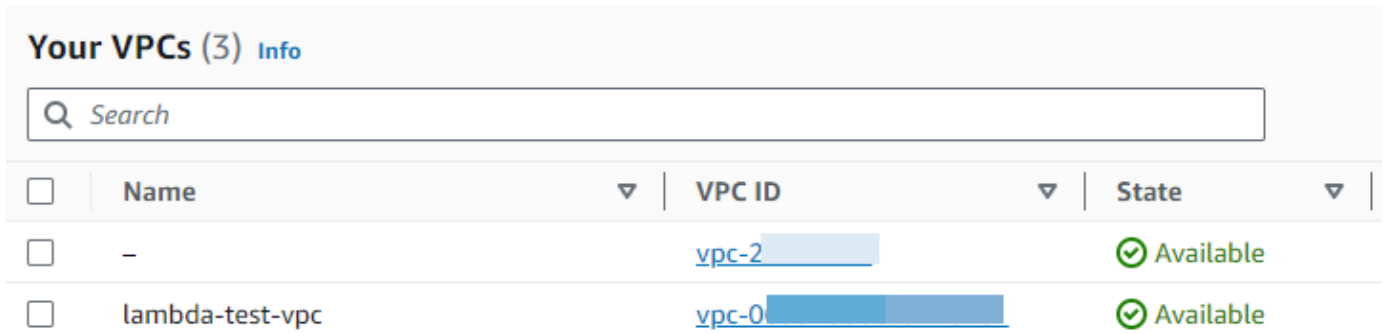 Your VPCs (3) Info
Search
Name VPC ID State
– vpc-2 Available
lambda-test-vpc vpc-0 Available